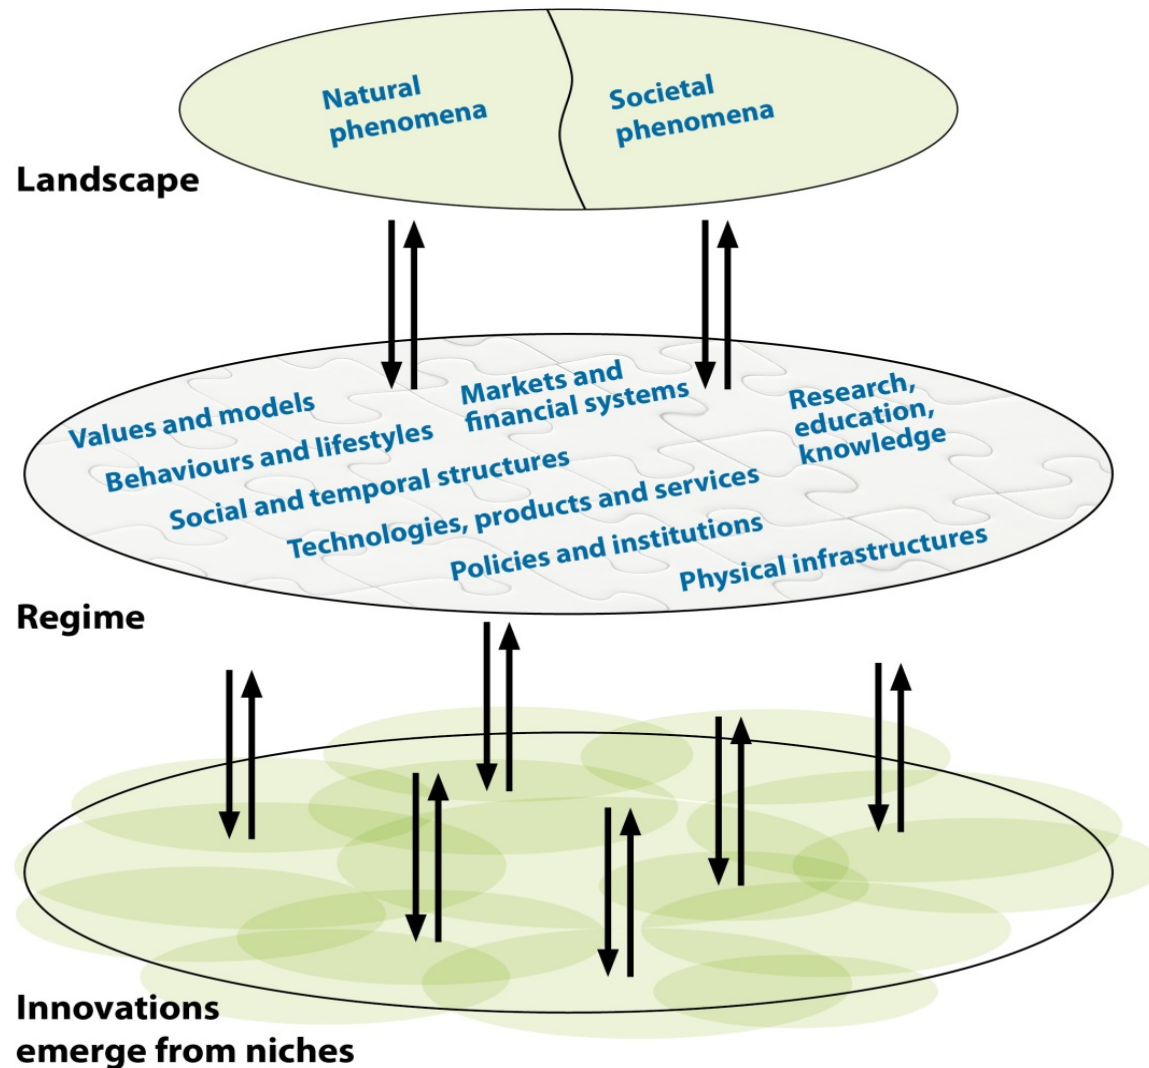 Natural
phenomena
Societal
phenomena
Landscape
Values and models
Markets and
financial systems
Research,
education,
knowledge
Behaviours and lifestyles
Social and temporal structures
Technologies, products and services
Policies and institutions
Physical infrastructures
Regime
Innovations
emerge from niches